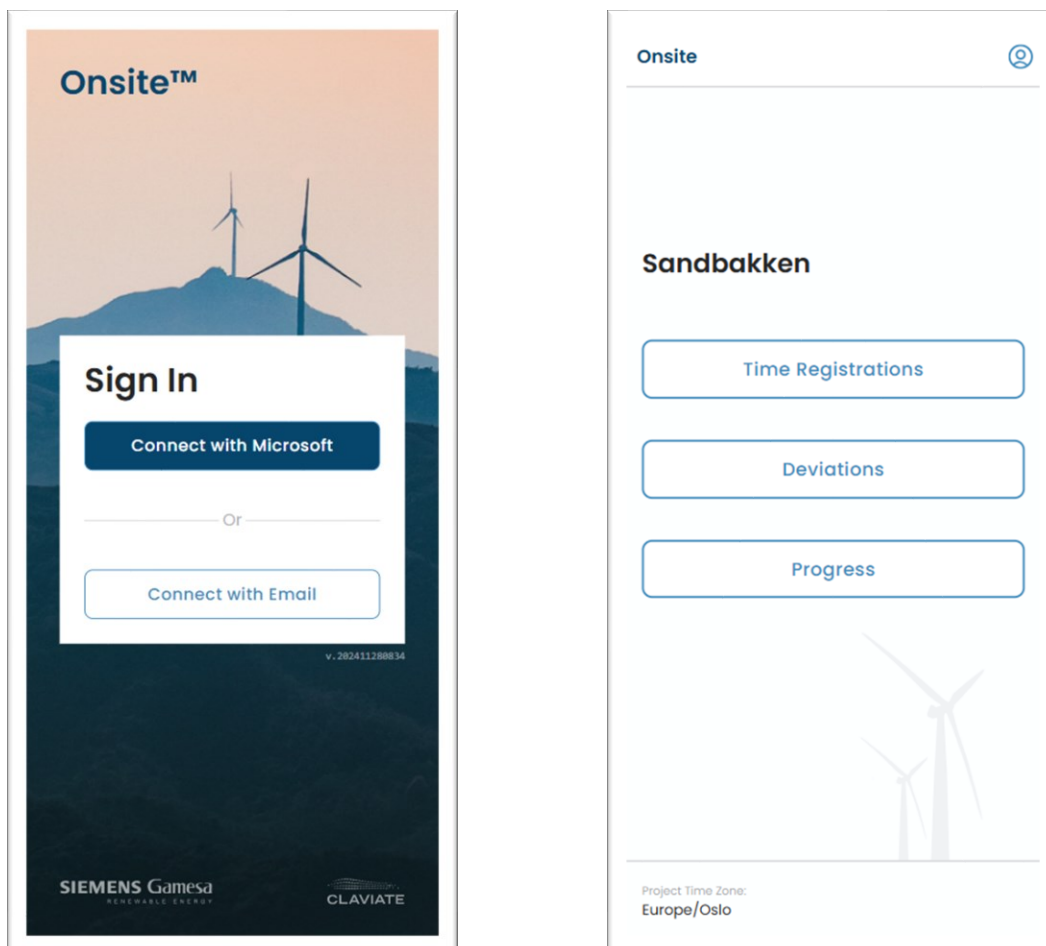 Onsite™
Sign In
Connect with Microsoft
Or
Connect with Email
v.202411280834
SIEMENS Gamesa
RENEWABLE ENERGY
CLAVIATE
Onsite
Sandbakken
Time Registrations
Deviations
Progress
Project Time Zone:
Europe/Oslo